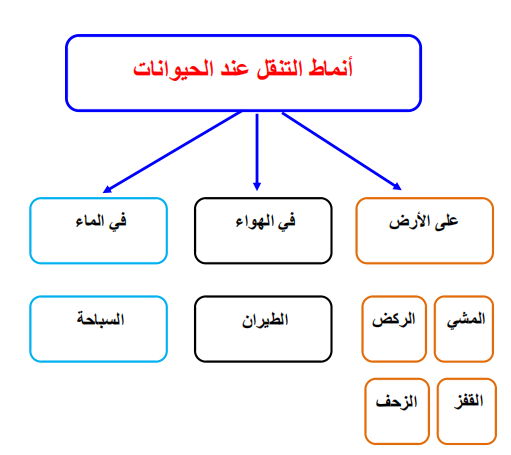 أنماط التنقل عند الحيوانات
على الأرض
في الهواء
في الماء
المشي
الركض
الطيران
السباحة
القفز
الزحف